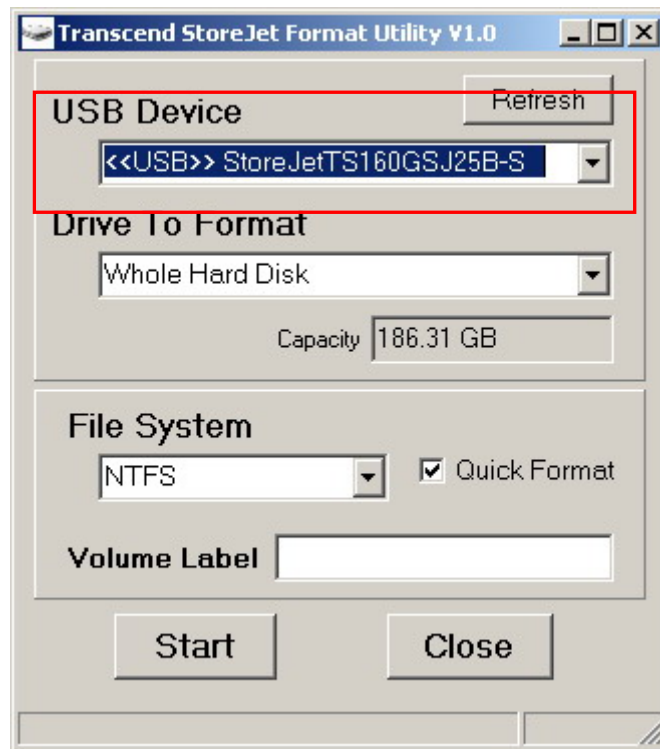 Transcend StoreJet Format Utility V1.0
Refresh
USB Device
<<USB>> StoreJetTS160GSJ25B-S
Drive To Format
Whole Hard Disk
Capacity 186.31 GB
File System
NTFS
Quick Format
Volume Label
Start Close